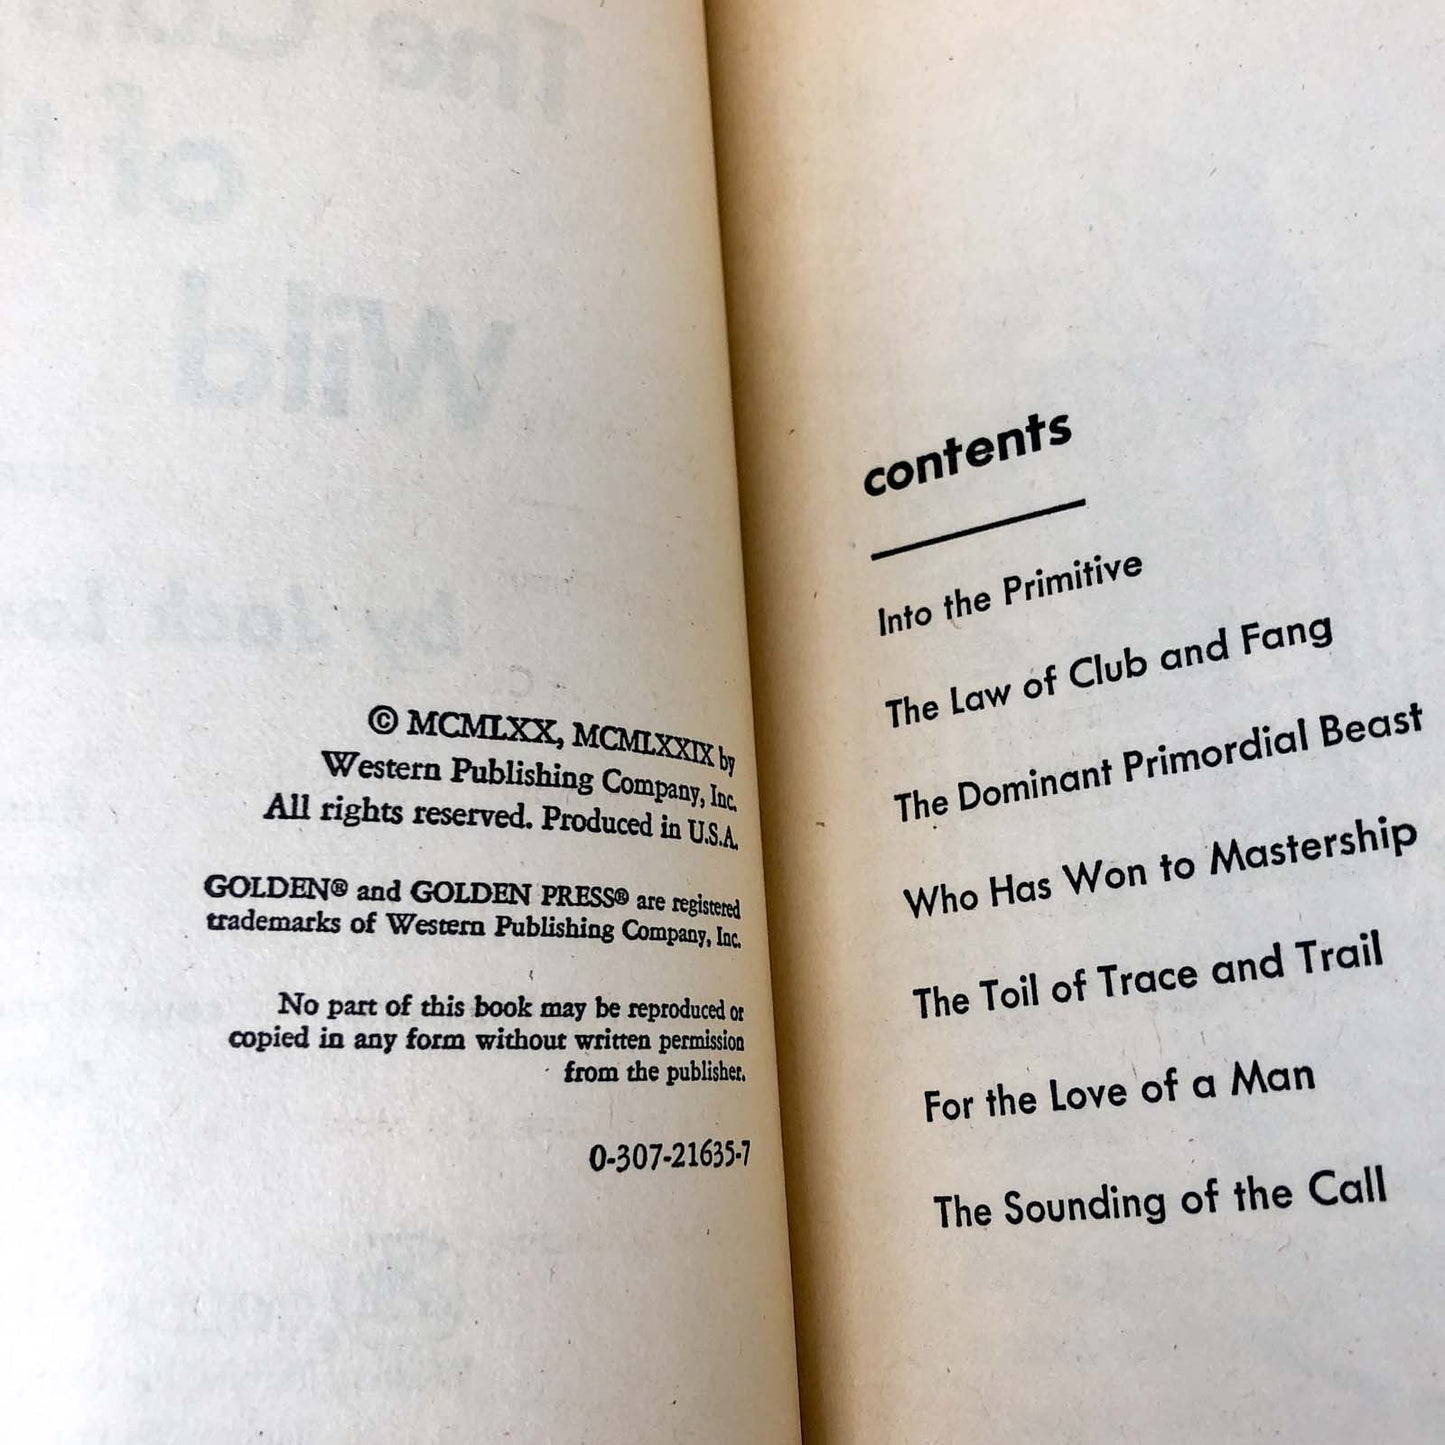 © MCMLXX, MCMLXXIX by
Western Publishing Company, Inc.
All rights reserved. Produced in U.S.A.
GOLDEN® and GOLDEN PRESS® are registered
trademarks of Western Publishing Company, Inc.
No part of this book may be reproduced or
copied in any form without written permission
from the publisher.
0-307-21635-7
contents
Into the Primitive
The Law of Club and Fang
The Dominant Primordial Beast
Who Has Won to Mastership
The Toil of Trace and Trail
For the Love of a Man
The Sounding of the Call